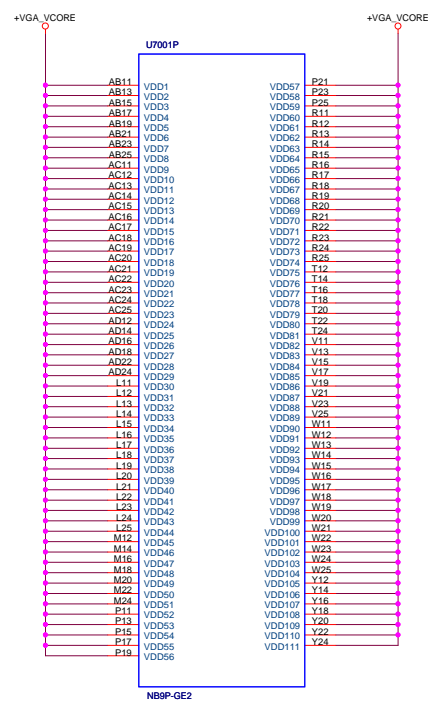 +VGA_VCORE +VGA_VCORE
U7001P
AB11 VDD1 VDD57 P21
AB13 VDD2 VDD58 P23
AB15 VDD3 VDD59 P25
AB17 VDD4 VDD60 R11
AB19 VDD5 VDD61 R12
AB21 VDD6 VDD62 R13
AB23 VDD7 VDD63 R14
AB25 VDD8 VDD64 R15
AC11 VDD9 VDD65 R16
AC12 VDD10 VDD66 R17
AC13 VDD11 VDD67 R18
AC14 VDD12 VDD68 R19
AC15 VDD13 VDD69 R20
AC16 VDD14 VDD70 R21
AC17 VDD15 VDD71 R22
AC18 VDD16 VDD72 R23
AC19 VDD17 VDD73 R24
AC20 VDD18 VDD74 R25
AC21 VDD19 VDD75 T12
AC22 VDD20 VDD76 T14
AC23 VDD21 VDD77 T16
AC24 VDD22 VDD78 T18
AC25 VDD23 VDD79 T20
AD12 VDD24 VDD80 T22
AD14 VDD25 VDD81 T24
AD16 VDD26 VDD82 V11
AD18 VDD27 VDD83 V13
AD22 VDD28 VDD84 V15
AD24 VDD29 VDD85 V17
L11 VDD30 VDD86 V19
L12 VDD31 VDD87 V21
L13 VDD32 VDD88 V23
L14 VDD33 VDD89 V25
L15 VDD34 VDD90 W11
L16 VDD35 VDD91 W12
L17 VDD36 VDD92 W13
L18 VDD37 VDD93 W14
L19 VDD38 VDD94 W15
L20 VDD39 VDD95 W16
L21 VDD40 VDD96 W17
L22 VDD41 VDD97 W18
L23 VDD42 VDD98 W19
L24 VDD43 VDD99 W20
L25 VDD44 VDD100 W21
M12 VDD45 VDD101 W22
M14 VDD46 VDD102 W23
M16 VDD47 VDD103 W24
M18 VDD48 VDD104 W25
M20 VDD49 VDD105 Y12
M22 VDD50 VDD106 Y14
M24 VDD51 VDD107 Y16
P11 VDD52 VDD108 Y18
P13 VDD53 VDD109 Y20
P15 VDD54 VDD110 Y22
P17 VDD55 VDD111 Y24
P19 VDD56
NB9P-GE2